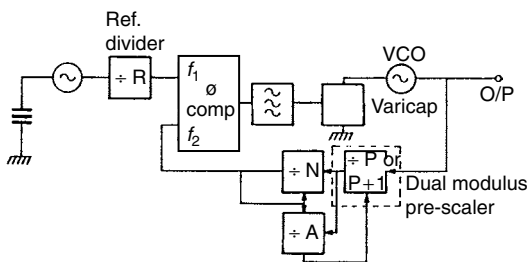 Ref.
divider
÷ R
f1
ø
comp
f2
VCO
Varicap
O/P
÷ N
÷ P or
P+1
Dual modulus
pre-scaler
÷ A